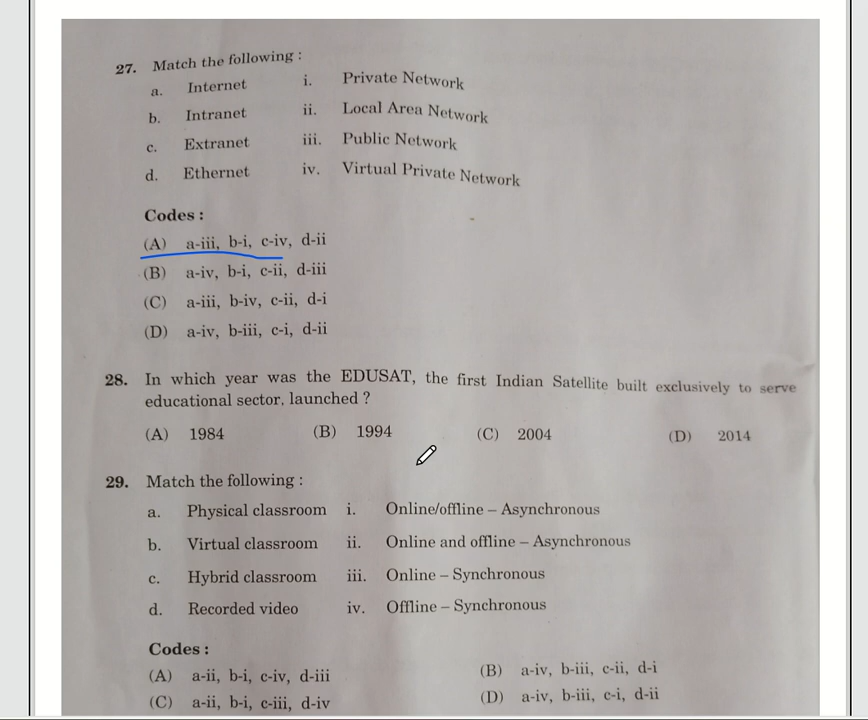 27. Match the following :
a. Internet i. Private Network
b. Intranet ii. Local Area Network
c. Extranet iii. Public Network
d. Ethernet iv. Virtual Private Network
Codes :
(A) a-iii, b-i, c-iv, d-ii
(B) a-iv, b-i, c-ii, d-iii
(C) a-iii, b-iv, c-ii, d-i
(D) a-iv, b-iii, c-i, d-ii
28. In which year was the EDUSAT, the first Indian Satellite built exclusively to serve
educational sector, launched ?
(A) 1984 (B) 1994 (C) 2004 (D) 2014
29. Match the following :
a. Physical classroom i. Online/offline – Asynchronous
b. Virtual classroom ii. Online and offline – Asynchronous
c. Hybrid classroom iii. Online – Synchronous
d. Recorded video iv. Offline – Synchronous
Codes :
(A) a-ii, b-i, c-iv, d-iii (B) a-iv, b-iii, c-ii, d-i
(C) a-ii, b-i, c-iii, d-iv (D) a-iv, b-iii, c-i, d-ii